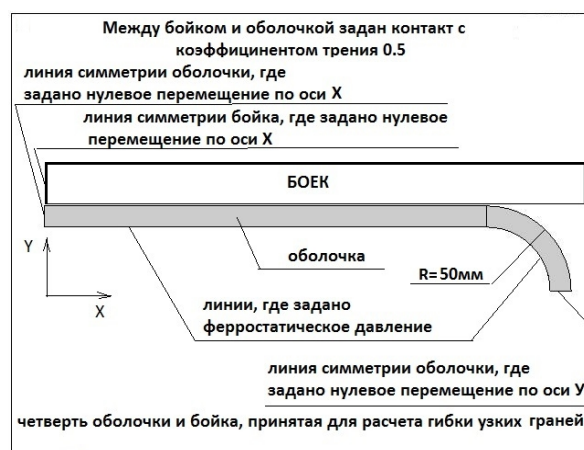 Между бойком и оболочкой задан контакт с
коэффицинентом трения 0.5
линия симметрии оболочки, где
задано нулевое перемещение по оси X
линия симметрии бойка, где задано нулевое
перемещение по оси X
БОЕК
Y
оболочка
R=50мм
X
линии, где задано
ферростатическое давление
линия симметрии оболочки, где
задано нулевое перемещение по оси У
четверть оболочки и бойка, принятая для расчета гибки узких граней